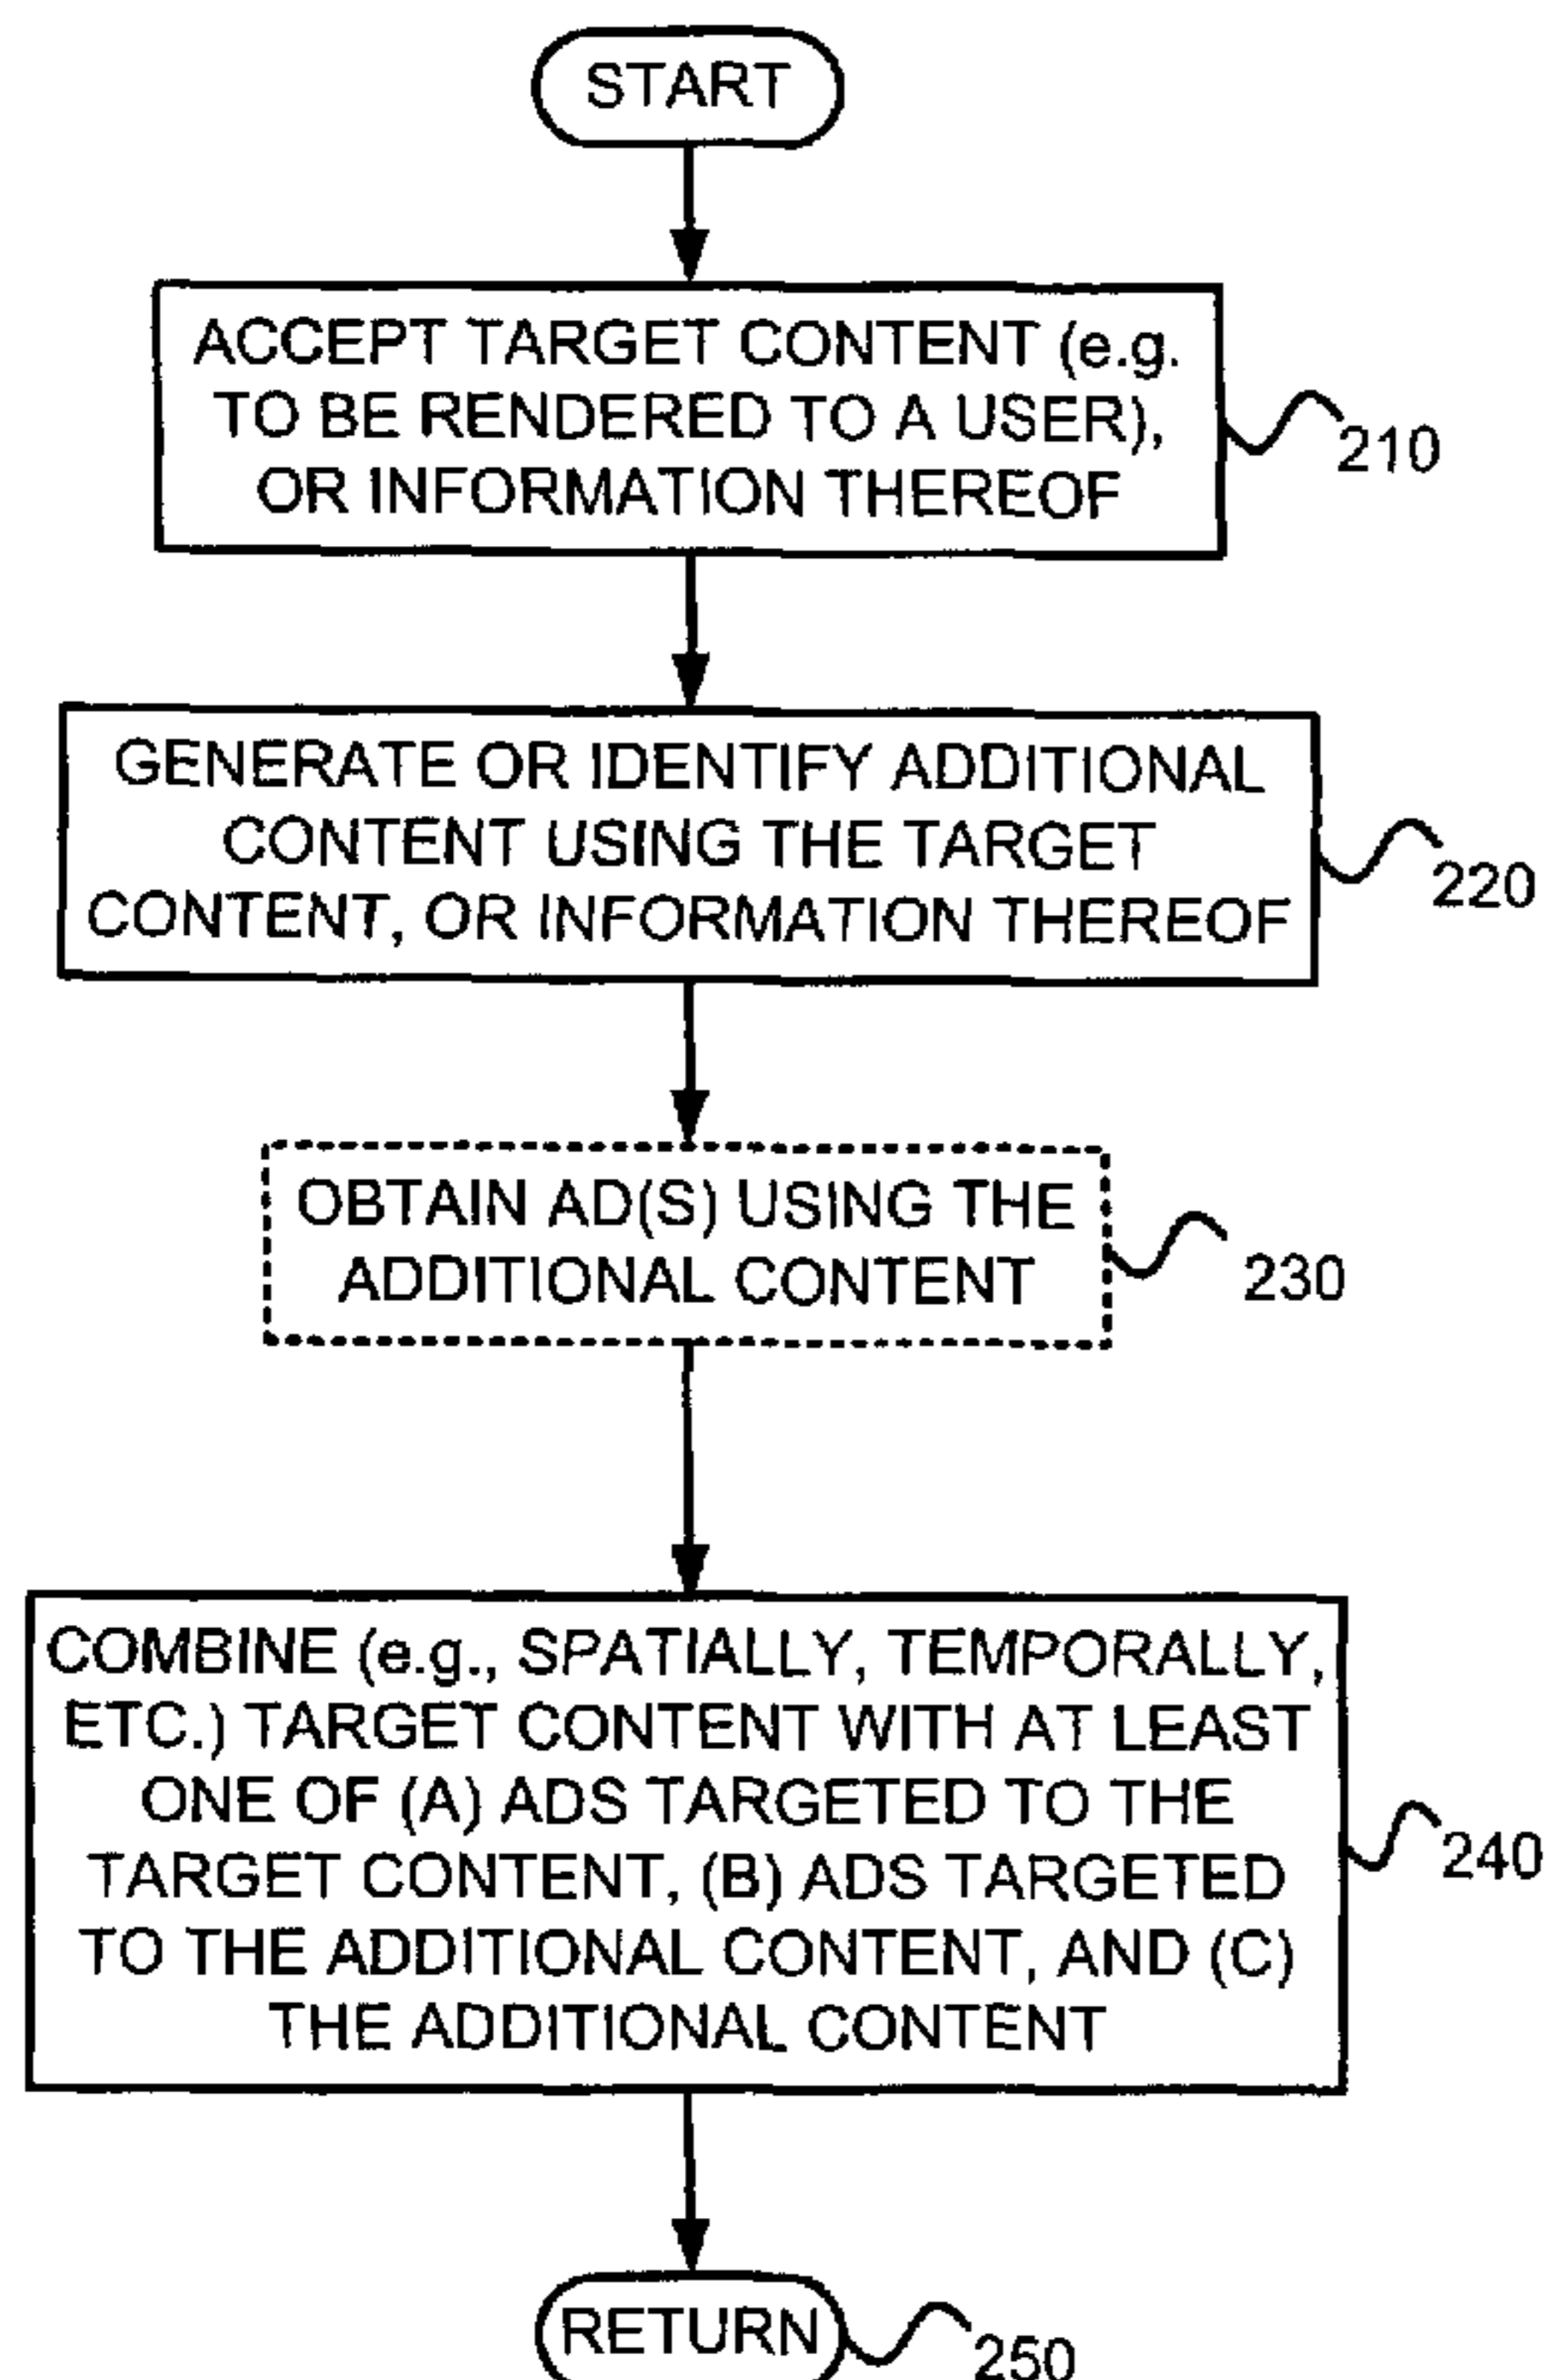 START
ACCEPT TARGET CONTENT (e.g.
TO BE RENDERED TO A USER),
OR INFORMATION THEREOF
210
GENERATE OR IDENTIFY ADDITIONAL
CONTENT USING THE TARGET
CONTENT, OR INFORMATION THEREOF
220
OBTAIN AD(S) USING THE
ADDITIONAL CONTENT
230
COMBINE (e.g., SPATIALLY, TEMPORALLY,
ETC.) TARGET CONTENT WITH AT LEAST
ONE OF (A) ADS TARGETED TO THE
TARGET CONTENT, (B) ADS TARGETED
TO THE ADDITIONAL CONTENT, AND (C)
THE ADDITIONAL CONTENT
240
RETURN
250